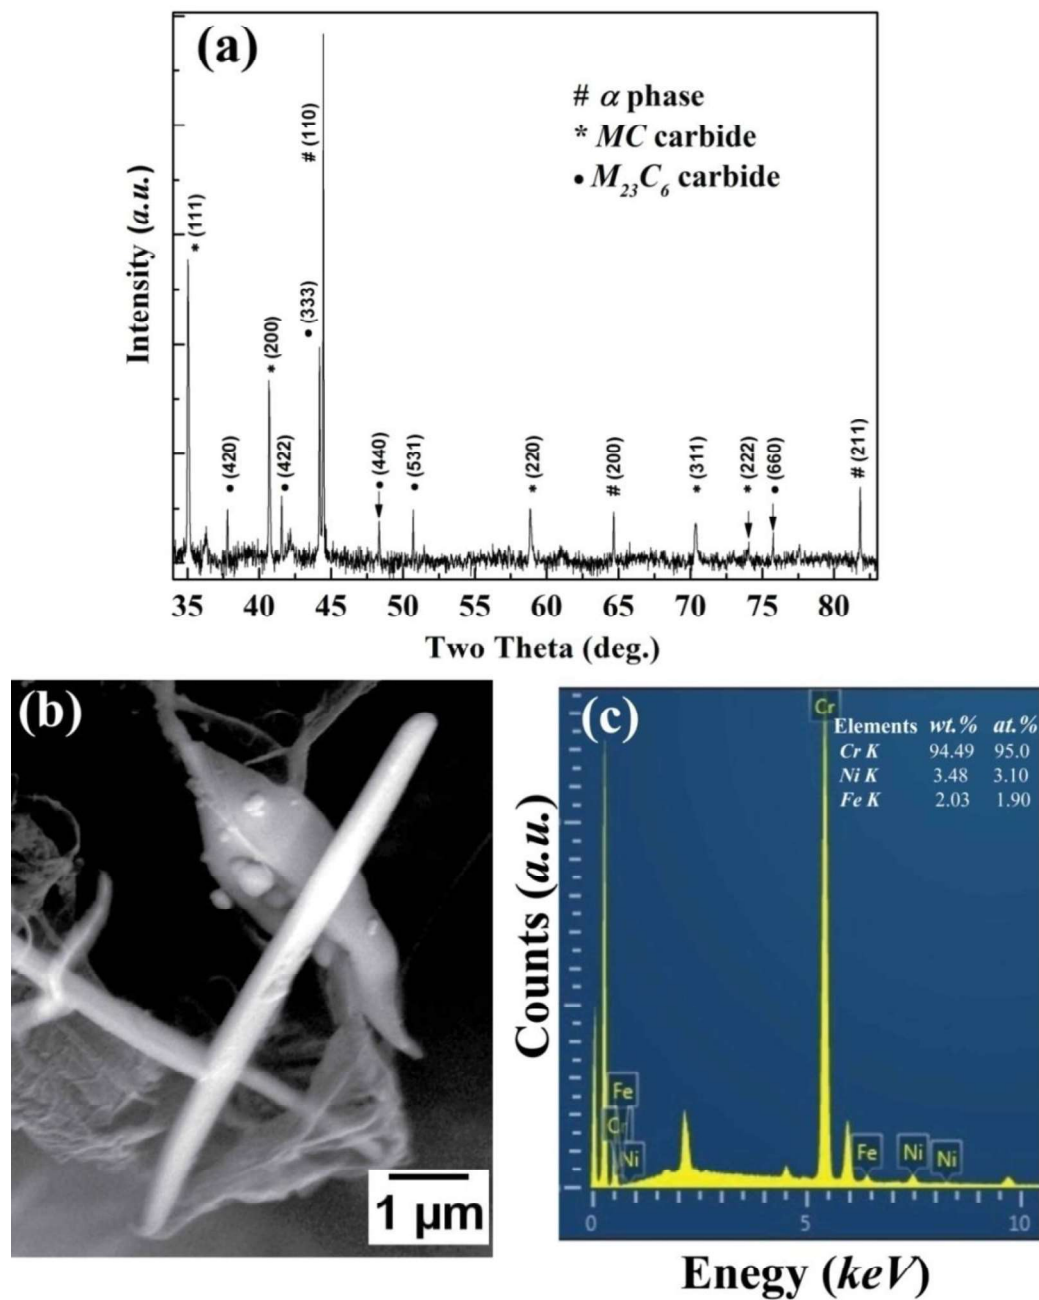 (a)
# α phase
* MC carbide
• M23C6 carbide
* (111)
• (420)
* (200)
• (422)
• (333)
# (110)
• (440)
• (531)
* (220)
# (200)
* (311)
* (222)
• (660)
# (211)
Intensity (a.u.)
35 40 45 50 55 60 65 70 75 80
Two Theta (deg.)
(b)
1 µm
(c)
Cr
Elements wt.% at.%
Cr K 94.49 95.0
Ni K 3.48 3.10
Fe K 2.03 1.90
Counts (a.u.)
Fe
Cr
Ni
Fe
Ni
Ni
0 5 10
Enegy (keV)